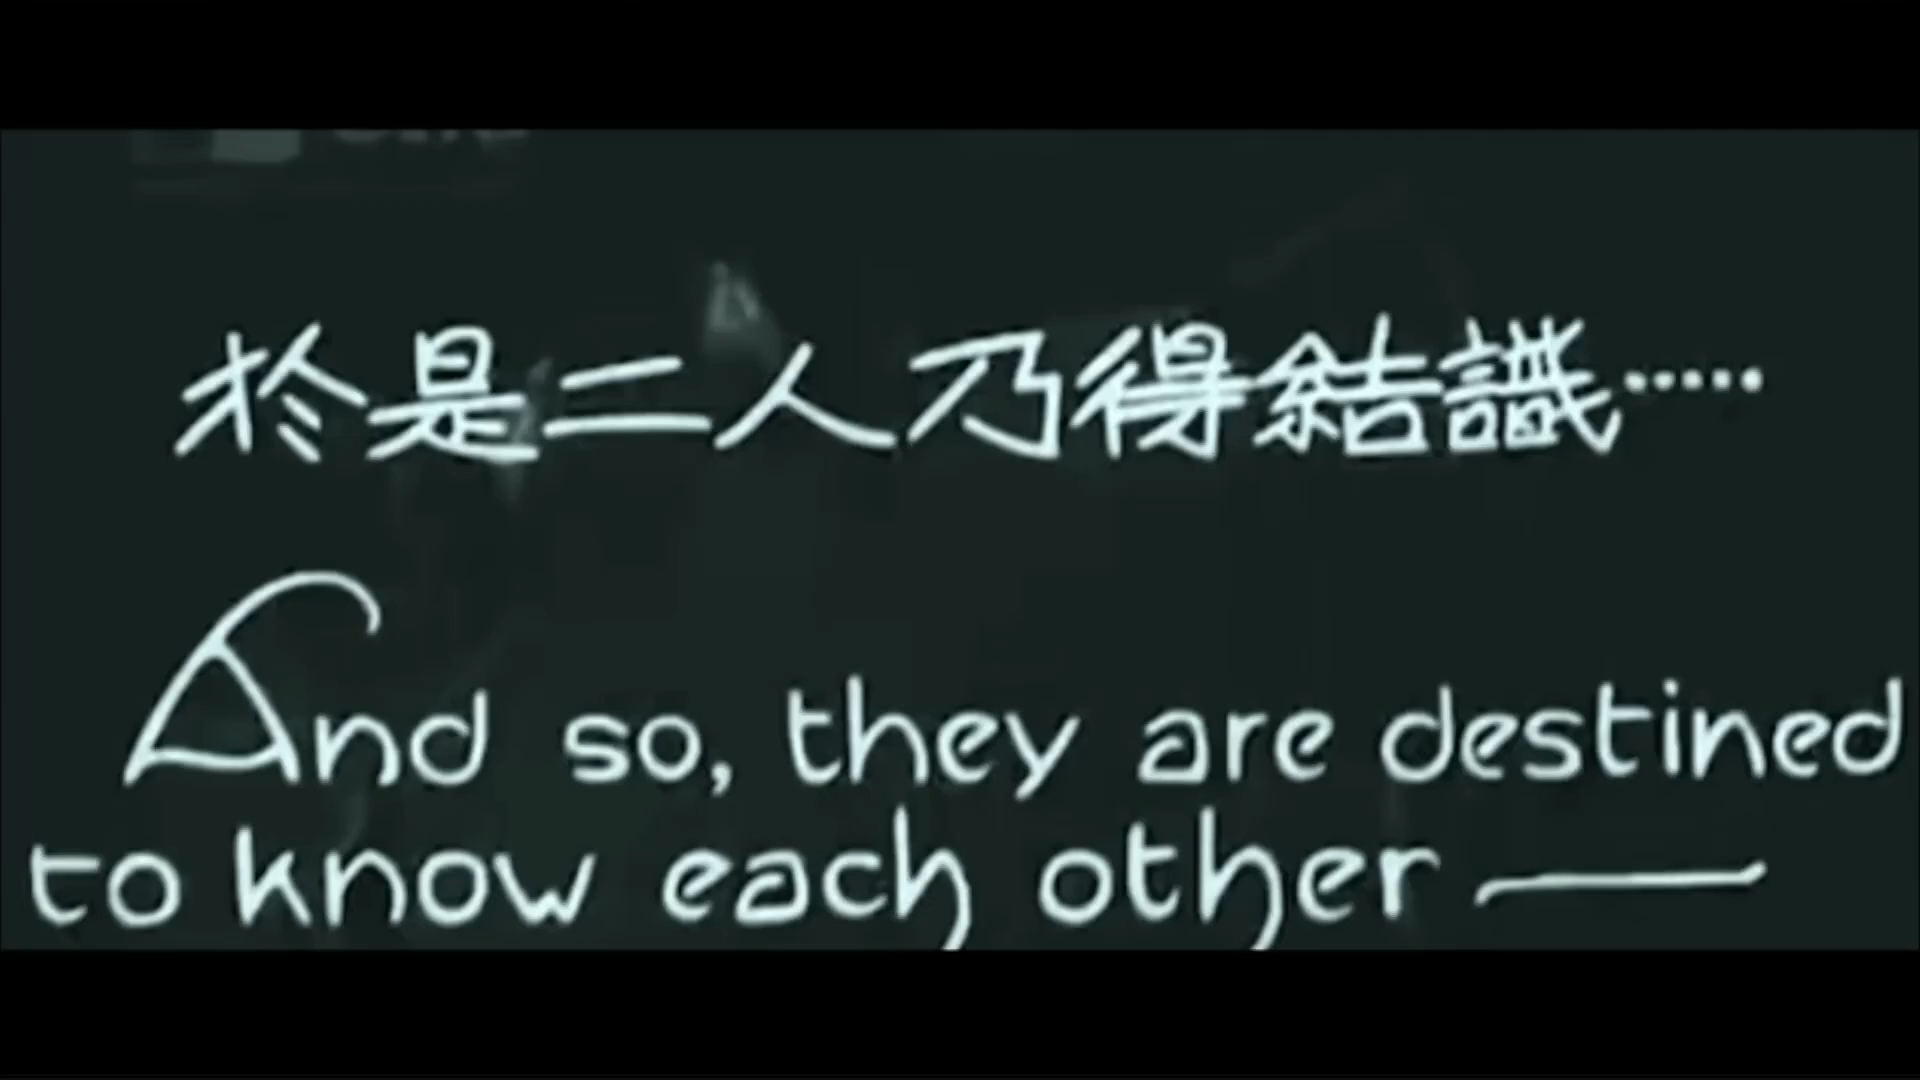 於是二人乃得結識·····
And so, they are destined
to know each other —